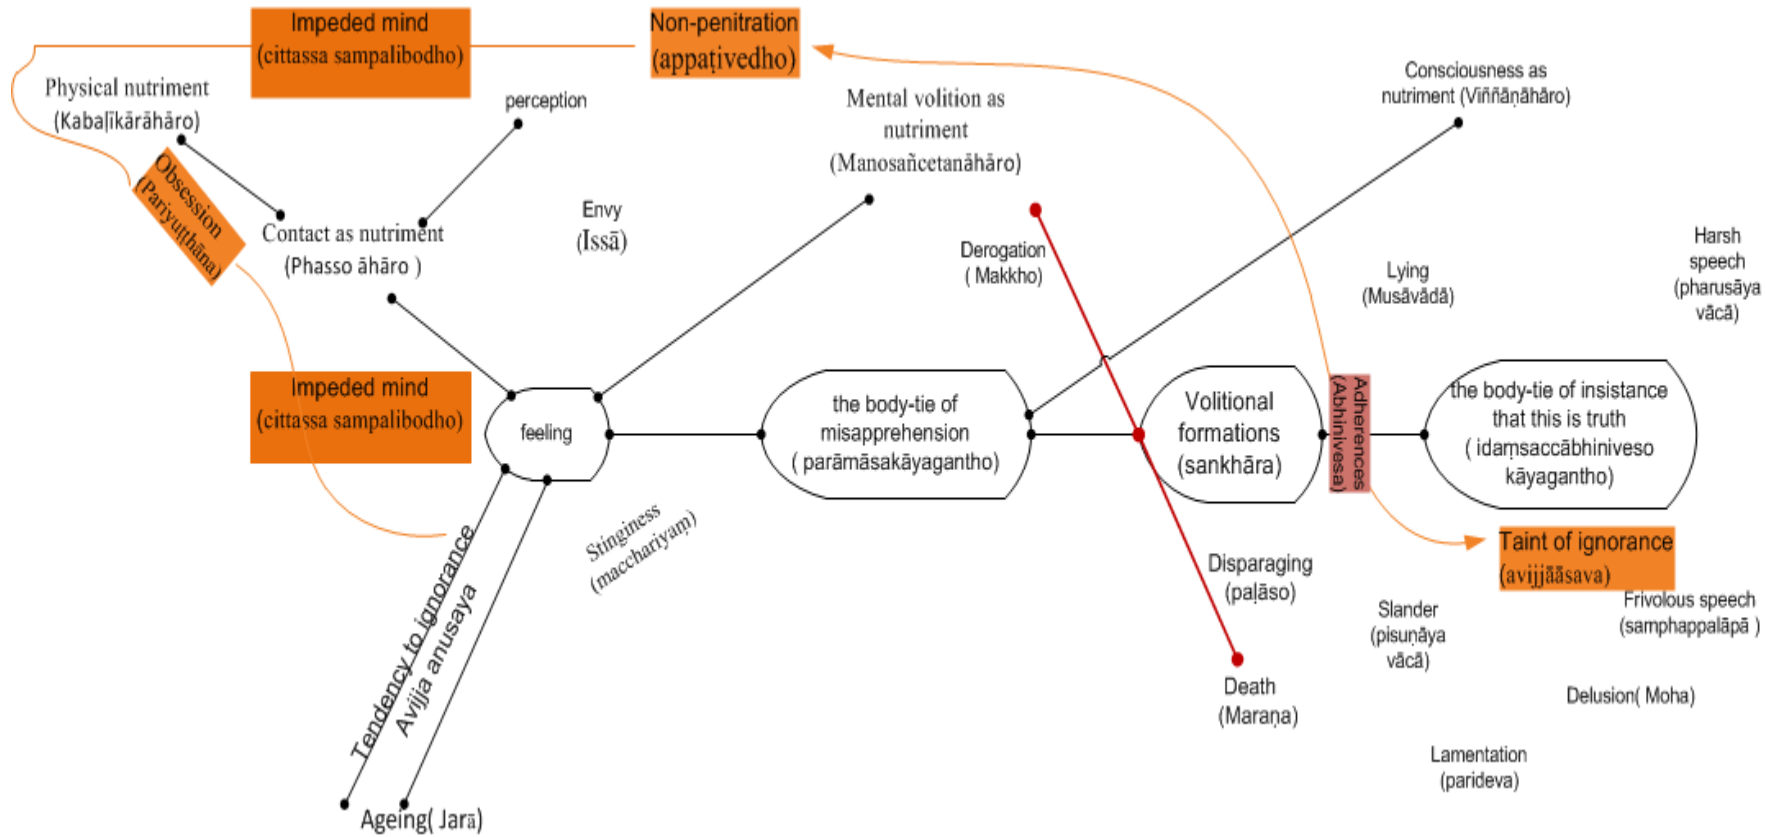 Impeded mind
(cittassa sampalibodho)
Non-penitration
(appaṭivedho)
Physical nutriment
(Kabaḷīkārāhāro)
perception
Mental volition as
nutriment
(Manosañcetanāhāro)
Consciousness as
nutriment (Viññāṇāhāro)
Obsession
(Pariyuṭṭhāna)
Contact as nutriment
(Phasso āhāro )
Envy
(Issā)
Derogation
( Makkho)
Lying
(Musāvādā)
Harsh
speech
(pharusāya
vācā)
Impeded mind
(cittassa sampalibodho)
feeling
the body-tie of
misapprehension
( parāmāsakāyagantho)
Volitional
formations
(sankhāra)
Adherences
(Abhinivesa)
the body-tie of insistance
that this is truth
( idaṃsaccābhiniveso
kāyagantho)
Tendency to ignorance
Avijja anusaya
Stinginess
(macchariyaṃ)
Disparaging
(paḷāso)
Taint of ignorance
(avijjāāsava)
Slander
(pisuṇāya
vācā)
Frivolous speech
(samphappalāpā )
Death
(Maraṇa)
Delusion( Moha)
Lamentation
(parideva)
Ageing( Jarā)